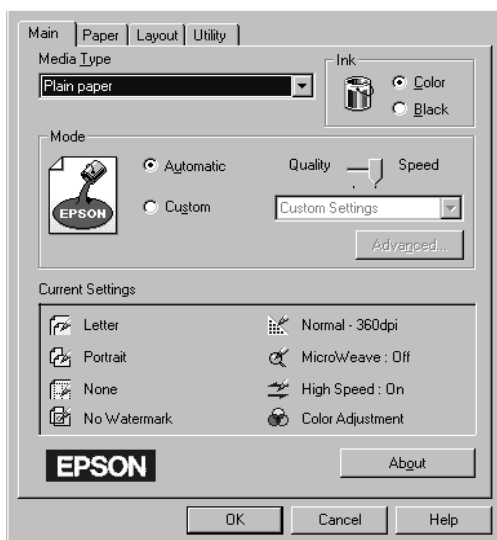 Main Paper Layout Utility
Media Type
Plain paper
Ink
Color
Black
Mode
EPSON
Automatic
Custom
Quality Speed
Custom Settings
Advanced...
Current Settings
Letter
Portrait
None
No Watermark
Normal - 360dpi
MicroWeave : Off
High Speed : On
Color Adjustment
EPSON
About
OK Cancel Help